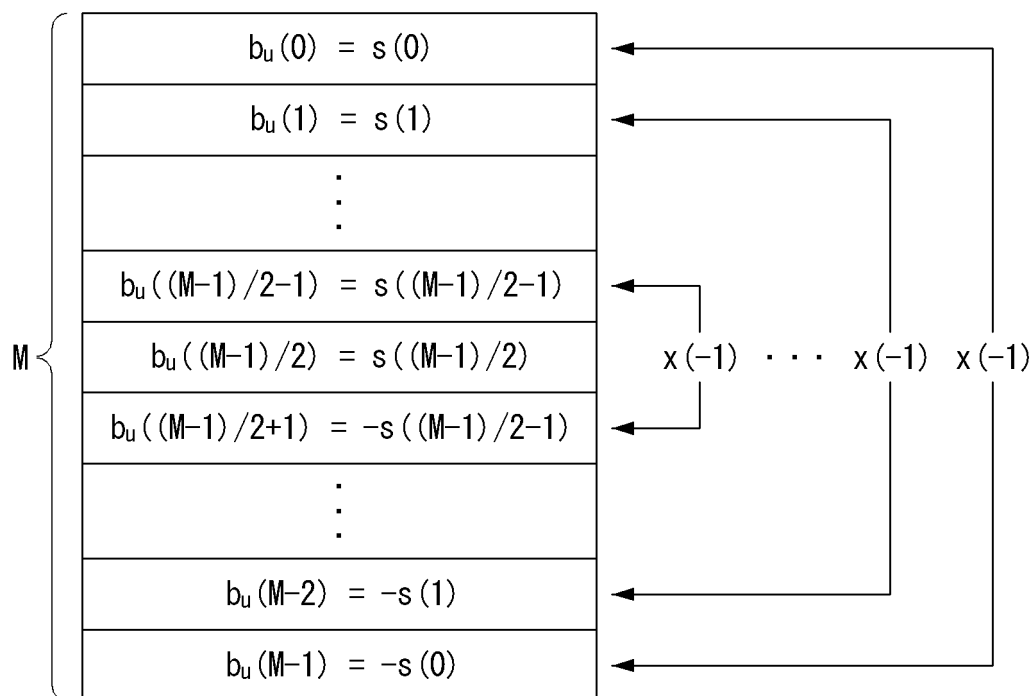 b_u(0) = s(0)
b_u(1) = s(1)
⋮
b_u((M-1)/2-1) = s((M-1)/2-1)
M
b_u((M-1)/2) = s((M-1)/2)
x(-1) ··· x(-1) x(-1)
b_u((M-1)/2+1) = -s((M-1)/2-1)
⋮
b_u(M-2) = -s(1)
b_u(M-1) = -s(0)